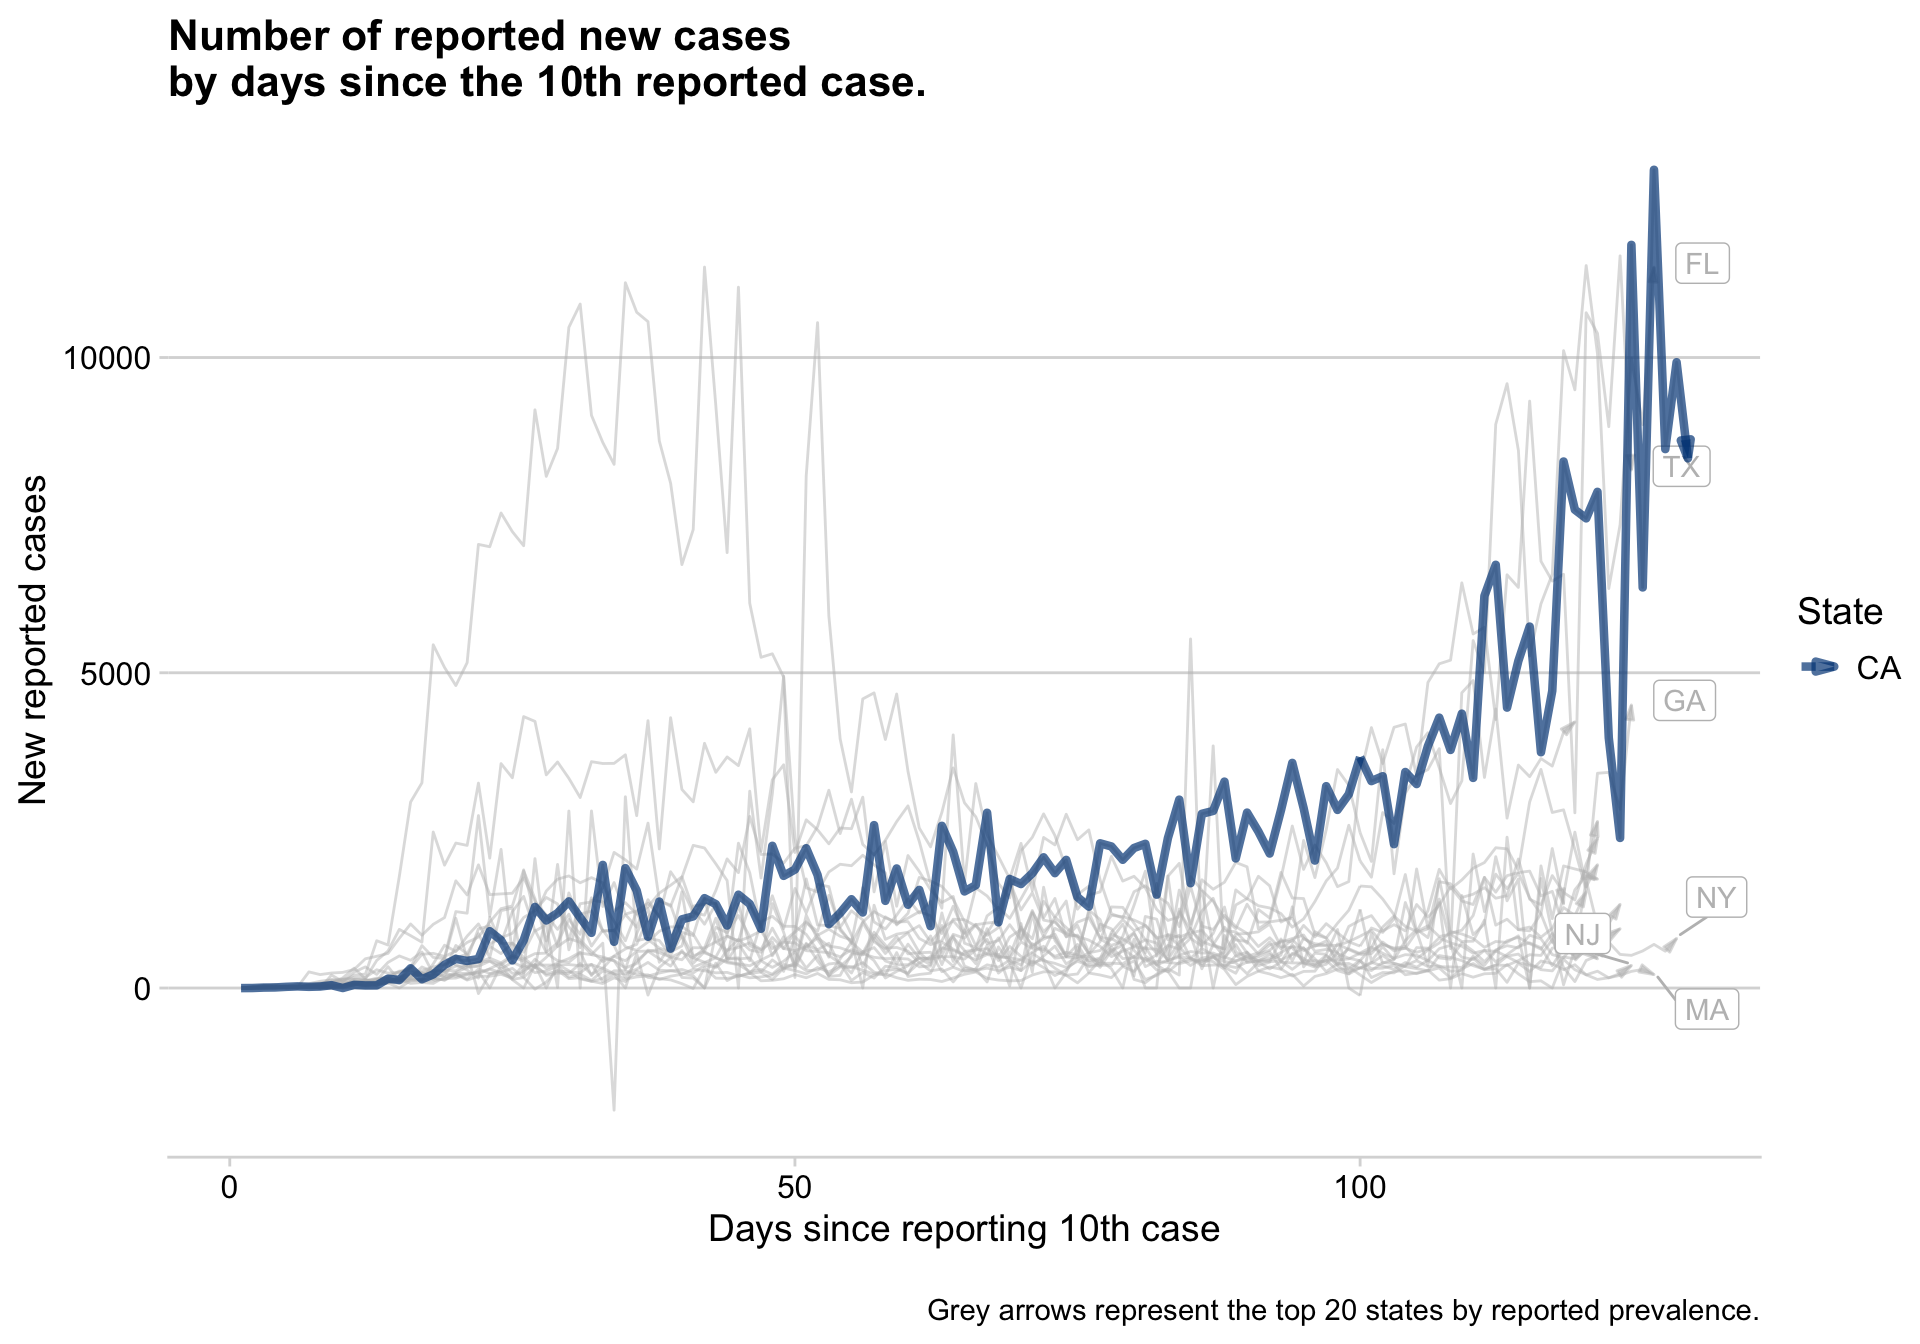 Number of reported new cases
by days since the 10th reported case.
New reported cases
10000
5000
0
FL
TX
GA
NY
NJ
MA
State
CA
0
50
100
Days since reporting 10th case
Grey arrows represent the top 20 states by reported prevalence.